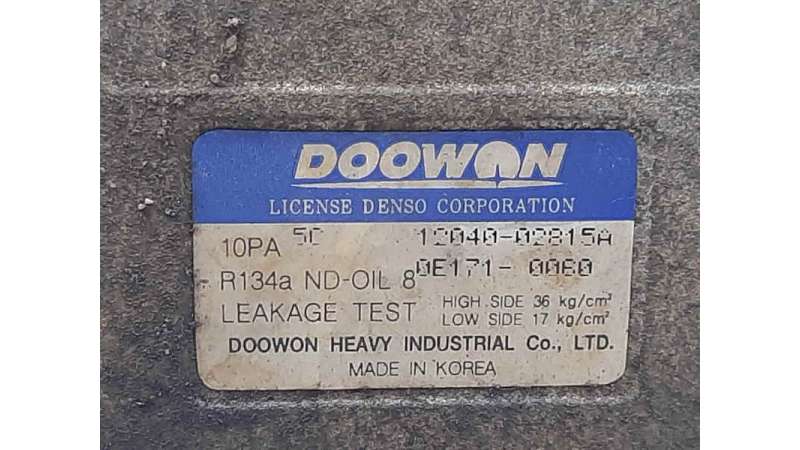 DOOWON
LICENSE DENSO CORPORATION
10PA 5C 12040-02815A
R134a ND-OIL 8 0E171-0060
LEAKAGE TEST HIGH SIDE 36 kg/cm²
LOW SIDE 17 kg/cm²
DOOWON HEAVY INDUSTRIAL Co., LTD.
MADE IN KOREA